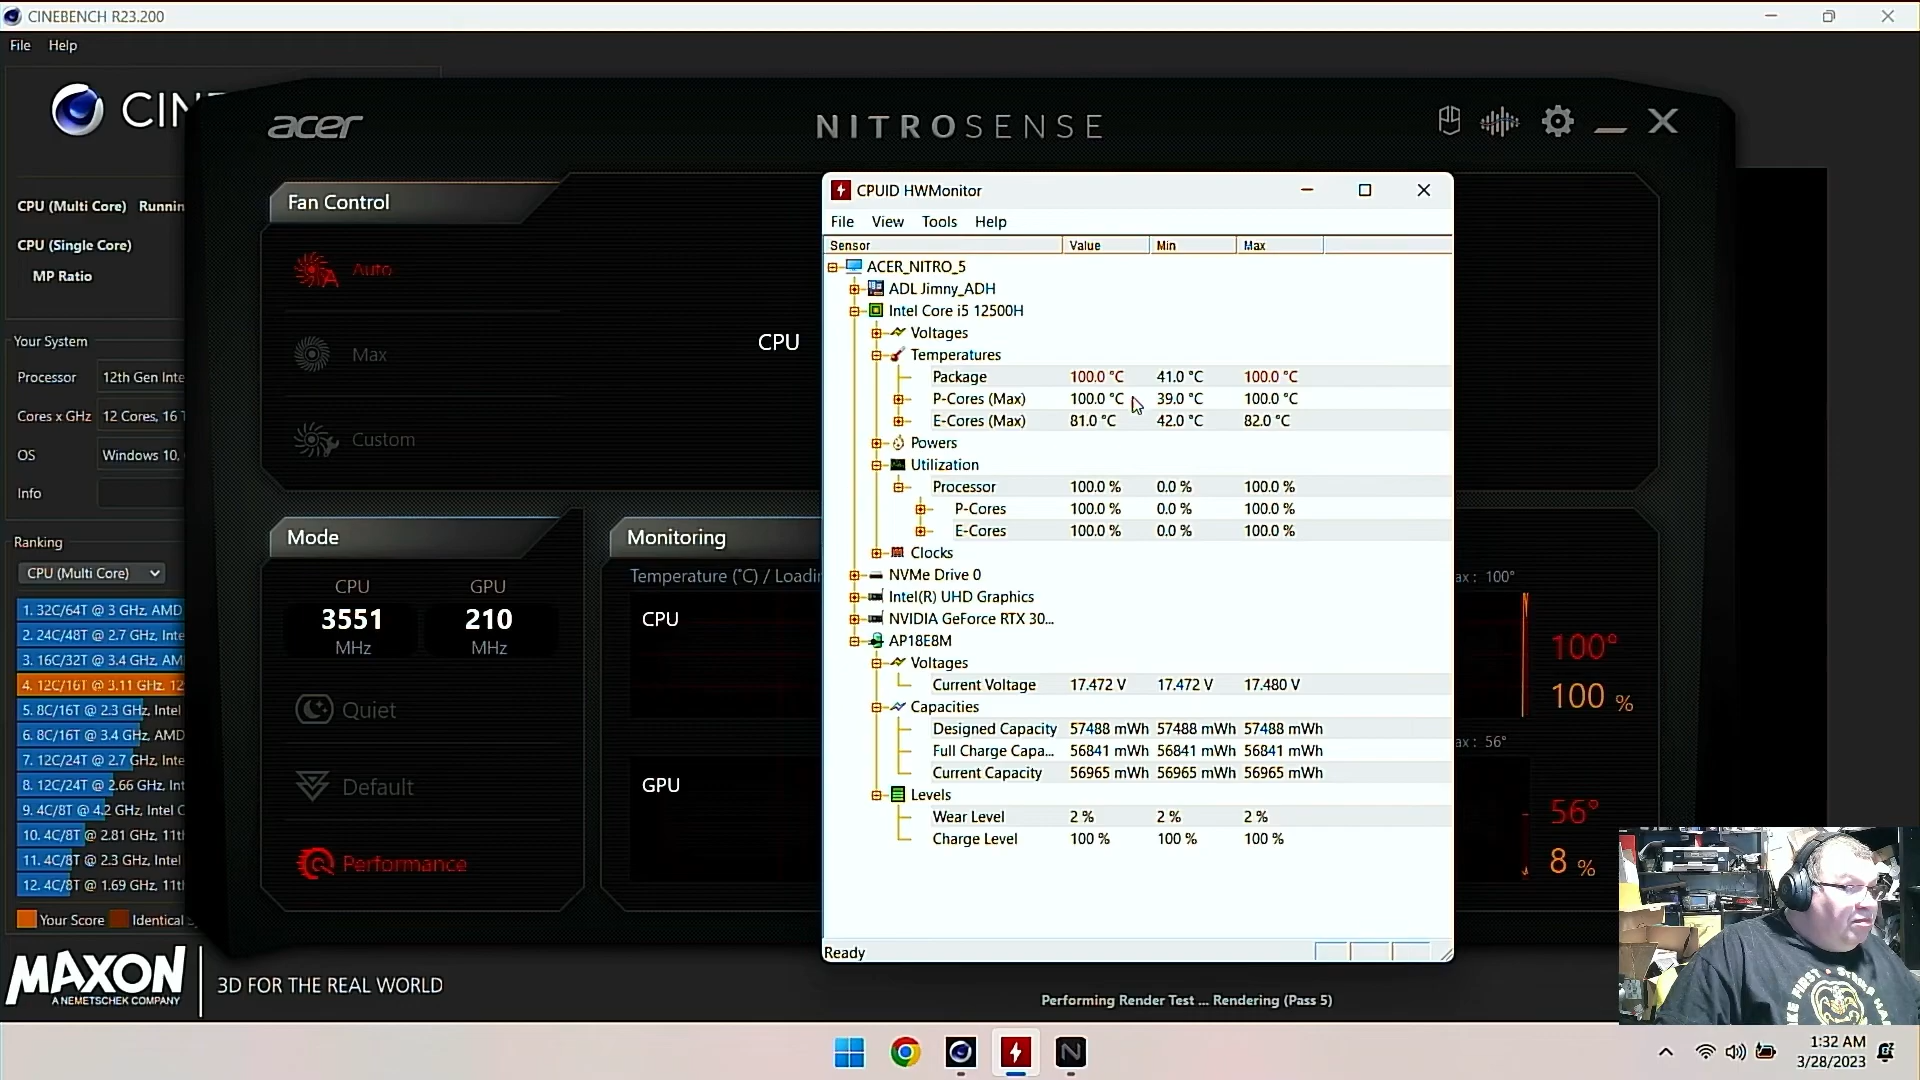 CINEBENCH R23.200
File Help
CIN
acer
NITROSENSE
Fan Control
Auto
Max
Custom
CPU
CPU (Multi Core) Runnin
CPU (Single Core)
MP Ratio
Your System
Processor 12th Gen Inte
Cores x GHz 12 Cores, 16 T
OS Windows 10,
Info
Ranking
CPU (Multi Core)
1. 32C/64T @ 3 GHz, AMD
2. 24C/48T @ 2.7 GHz, Inte
3. 16C/32T @ 3.4 GHz, AM
4. 12C/16T @ 3.11 GHz, 12
5. 8C/16T @ 2.3 GHz, Intel
6. 8C/16T @ 3.4 GHz, AMD
7. 12C/24T @ 2.7 GHz, Inte
8. 12C/24T @ 2.66 GHz, Inte
9. 4C/8T @ 4.2 GHz, Intel C
10. 4C/8T @ 2.81 GHz, 11th
11. 4C/8T @ 2.3 GHz, Intel
12. 4C/8T @ 1.69 GHz, 11th
Your Score Identical S
MAXON
A NEMETSCHEK COMPANY
3D FOR THE REAL WORLD
Mode
CPU GPU
3551 210
MHz MHz
Quiet
Default
Performance
Monitoring
Temperature (°C) / Loadin
CPU
GPU
CPUID HWMonitor
File View Tools Help
Sensor Value Min Max
ACER_NITRO_5
ADL Jimny_ADH
Intel Core i5 12500H
Voltages
Temperatures
Package 100.0 °C 41.0 °C 100.0 °C
P-Cores (Max) 100.0 °C 39.0 °C 100.0 °C
E-Cores (Max) 81.0 °C 42.0 °C 82.0 °C
Powers
Utilization
Processor 100.0 % 0.0 % 100.0 %
P-Cores 100.0 % 0.0 % 100.0 %
E-Cores 100.0 % 0.0 % 100.0 %
Clocks
NVMe Drive 0
Intel(R) UHD Graphics
NVIDIA GeForce RTX 30...
AP18E8M
Voltages
Current Voltage 17.472 V 17.472 V 17.480 V
Capacities
Designed Capacity 57488 mWh 57488 mWh 57488 mWh
Full Charge Capa... 56841 mWh 56841 mWh 56841 mWh
Current Capacity 56965 mWh 56965 mWh 56965 mWh
Levels
Wear Level 2 % 2 % 2 %
Charge Level 100 % 100 % 100 %
Ready
ax : 100°
100°
100 %
ax : 56°
56°
8 %
Performing Render Test ... Rendering (Pass 5)
1:32 AM
3/28/2023